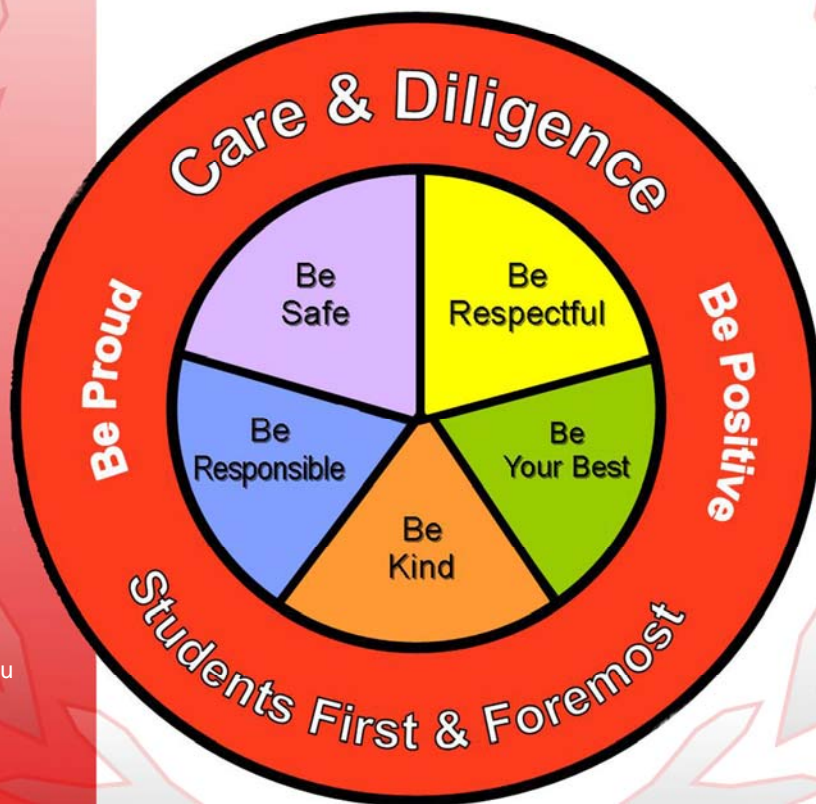 Care & Diligence
Be Proud
Be Positive
Be
Safe
Be
Respectful
Be
Responsible
Be
Your Best
Be
Kind
Students First & Foremost
u